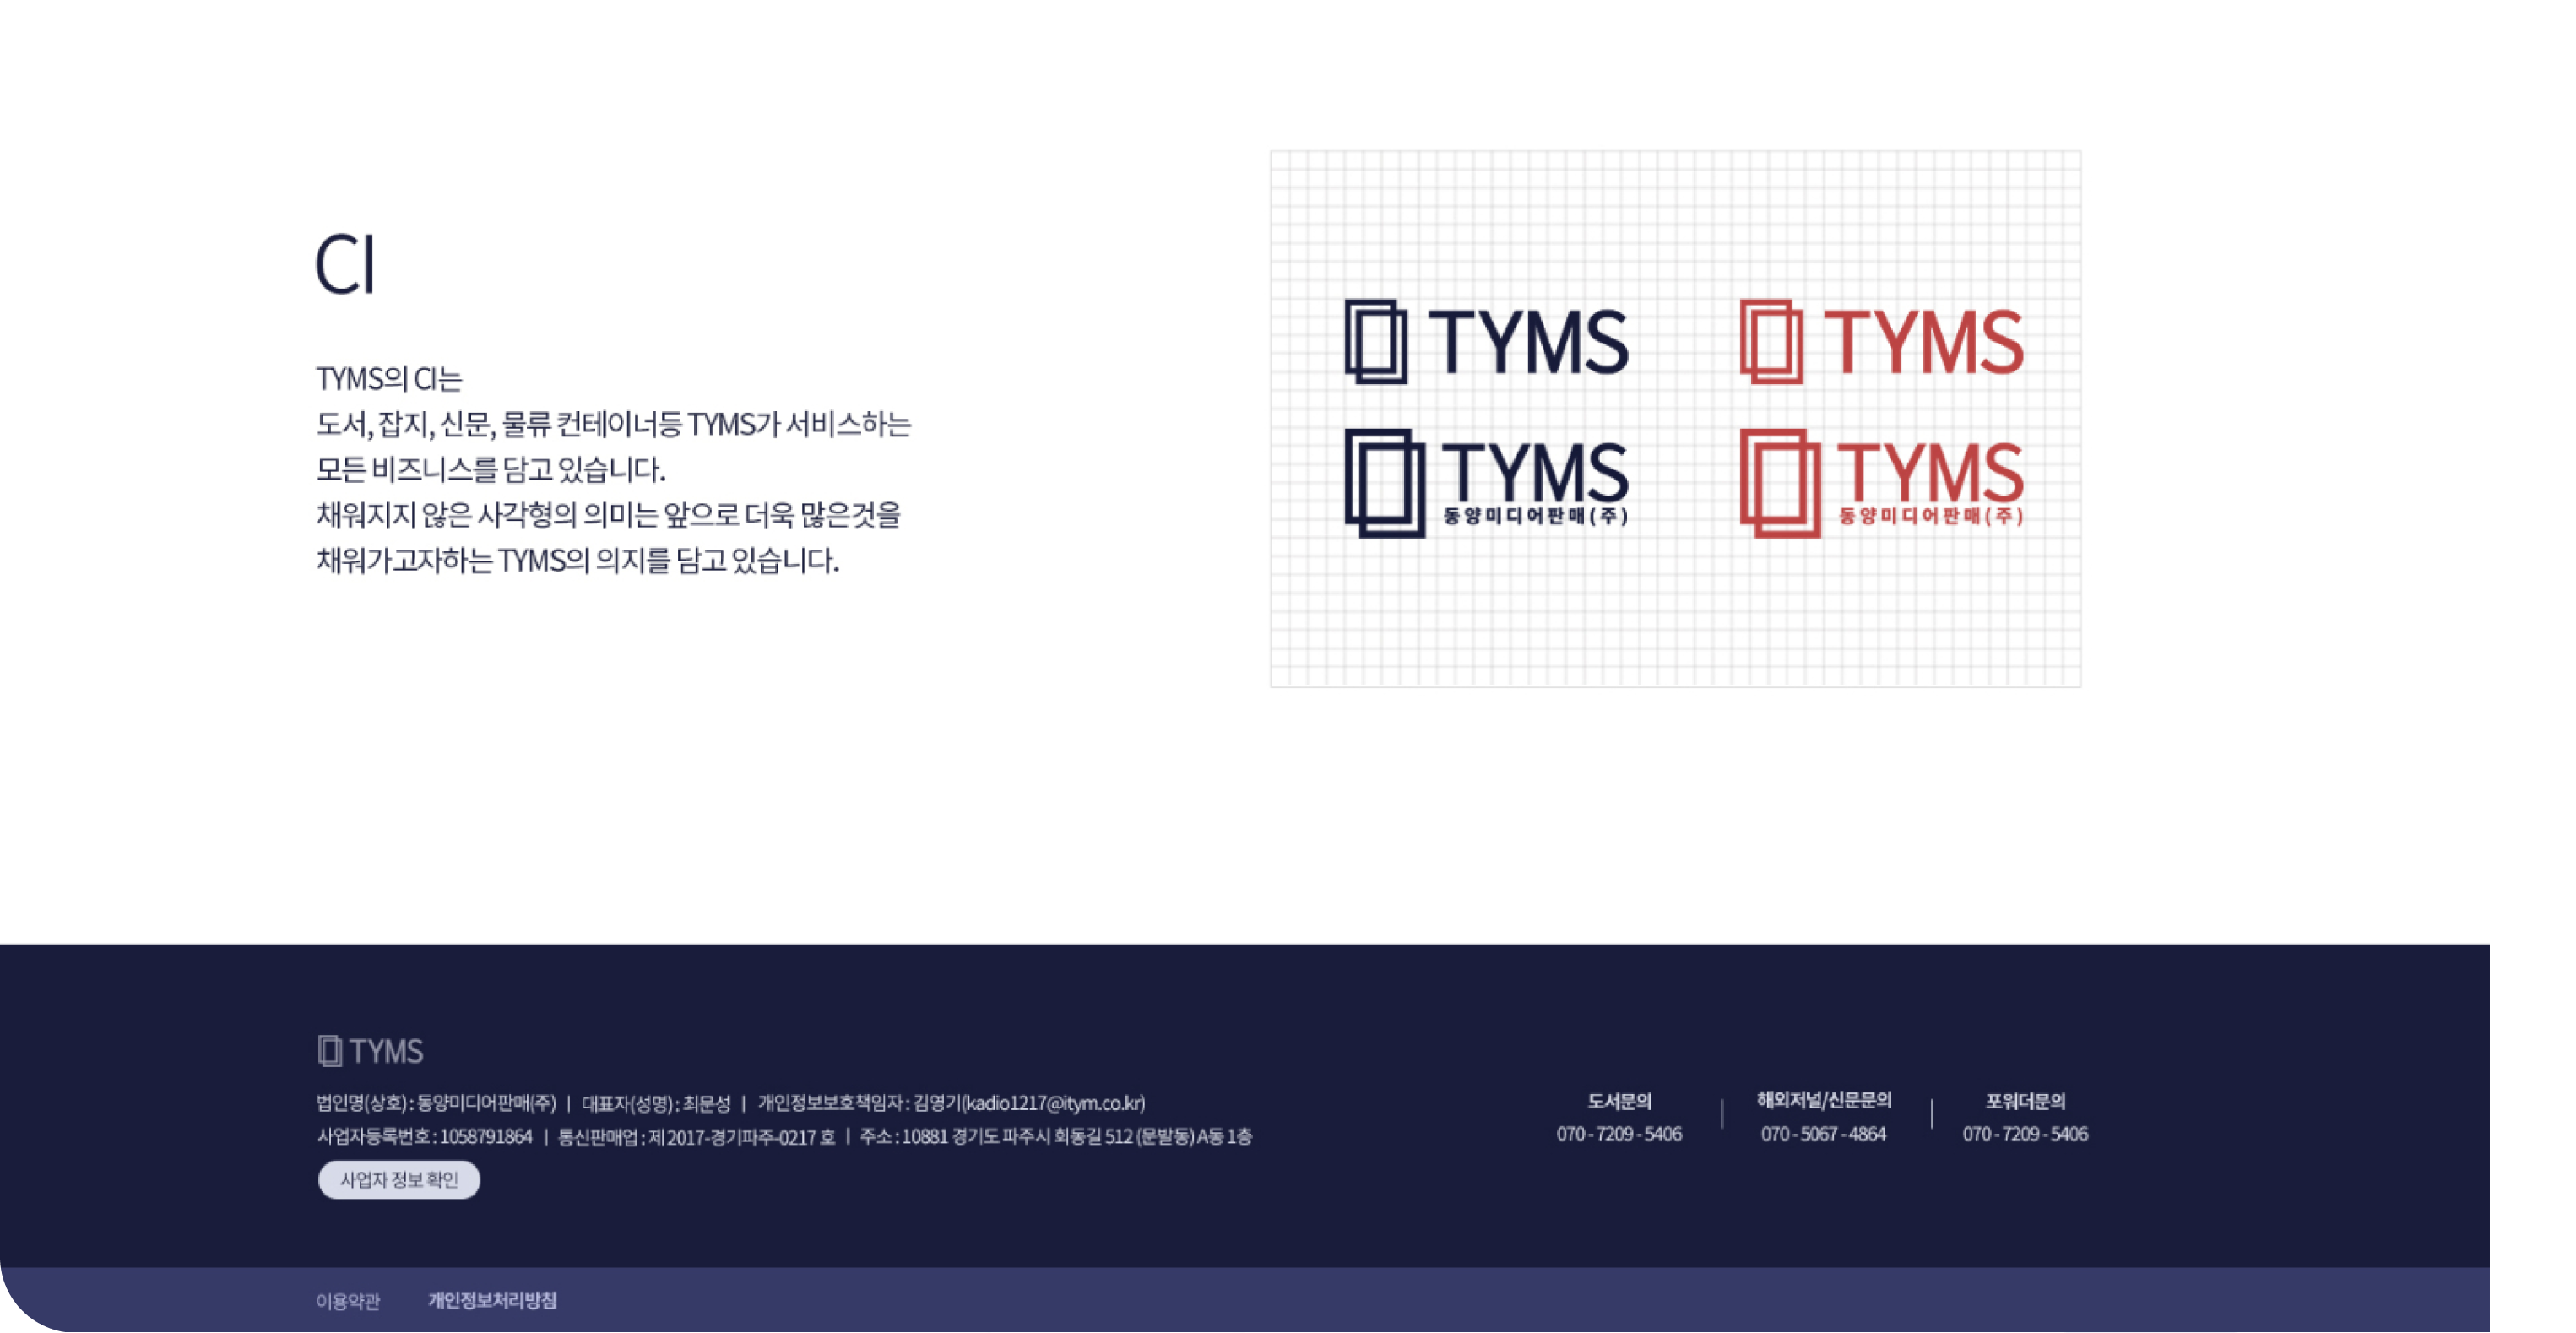 CI
TYMS의 CI는
도서, 잡지, 신문, 물류 컨테이너등 TYMS가 서비스하는
모든 비즈니스를 담고 있습니다.
채워지지 않은 사각형의 의미는 앞으로 더욱 많은것을
채워가고자하는 TYMS의 의지를 담고 있습니다.
TYMS
TYMS
TYMS
동양미디어판매(주)
TYMS
동양미디어판매(주)
TYMS
법인명(상호) : 동양미디어판매(주) | 대표자(성명) : 최문성 | 개인정보보호책임자 : 김영기(kadio1217@itym.co.kr)
사업자등록번호 : 1058791864 | 통신판매업 : 제 2017-경기파주-0217 호 | 주소 : 10881 경기도 파주시 회동길 512 (문발동) A동 1층
사업자 정보 확인
도서문의
070 - 7209 - 5406
해외저널/신문문의
070 - 5067 - 4864
포워더문의
070 - 7209 - 5406
이용약관 개인정보처리방침